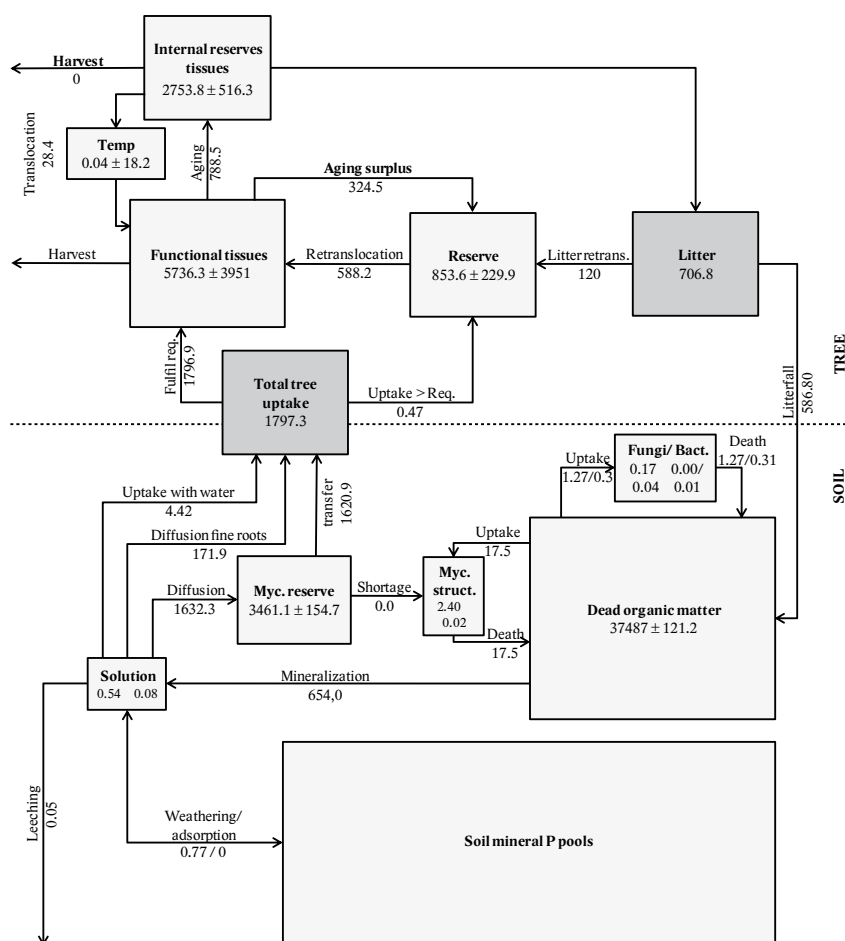 Internal reserves
tissues
2753.8 ± 516.3
Harvest
0
Translocation
28.4
Temp
0.04 ± 18.2
Aging
788.5
Aging surplus
324.5
Harvest
Functional tissues
5736.3 ± 3951
Retranslocation
588.2
Reserve
853.6 ± 229.9
Litter retrans.
120
Litter
706.8
Fulfil req.
1796.9
Total tree
uptake
1797.3
Uptake > Req.
0.47
Litterfall
586.80
TREE
SOIL
Uptake with water
4.42
Diffusion fine roots
171.9
transfer
1620.9
Uptake
1.27/0.3
Fungi/ Bact.
0.17 0.00/
0.04 0.01
Death
1.27/0.31
Diffusion
1632.3
Myc. reserve
3461.1 ± 154.7
Shortage
0.0
Uptake
17.5
Myc.
struct.
2.40
0.02
Death
17.5
Dead organic matter
37487 ± 121.2
Solution
0.54 0.08
Mineralization
654,0
Leeching
0.05
Weathering/
adsorption
0.77 / 0
Soil mineral P pools